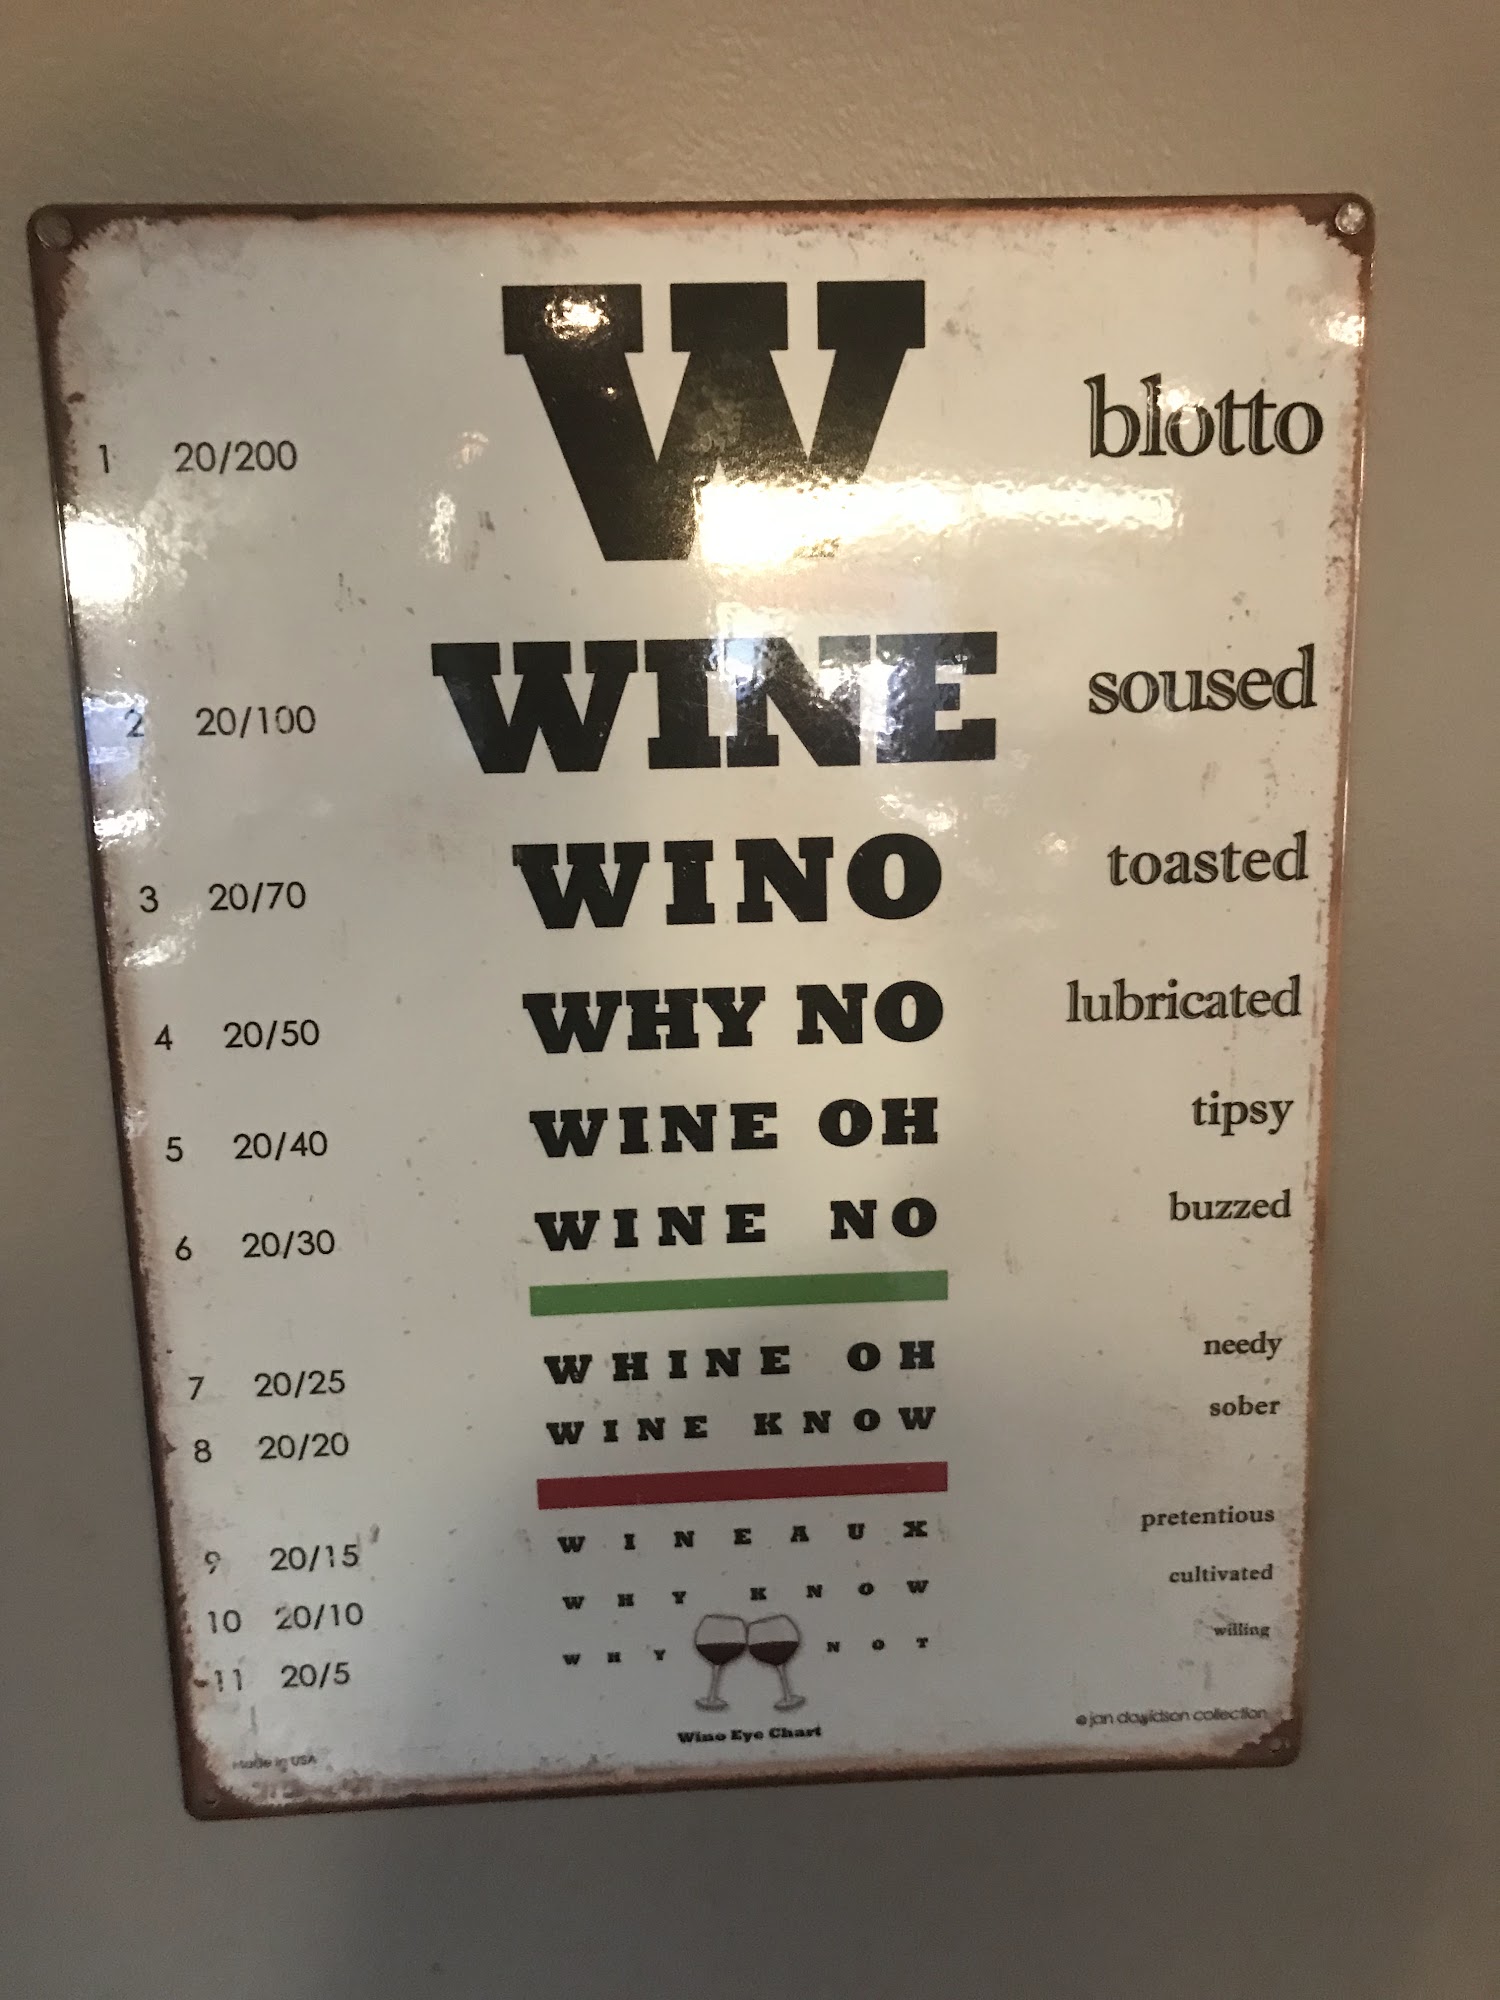 1 20/200 W blotto
2 20/100 WINE soused
3 20/70 WINO toasted
4 20/50 WHY NO lubricated
5 20/40 WINE OH tipsy
6 20/30 WINE NO buzzed
7 20/25 WHINE OH needy
8 20/20 WINE KNOW sober
9 20/15 WINEAUX pretentious
10 20/10 WHY KNOW cultivated
11 20/5 WHY NOT willing
Wino Eye Chart
© jan davidson collection
Made in USA